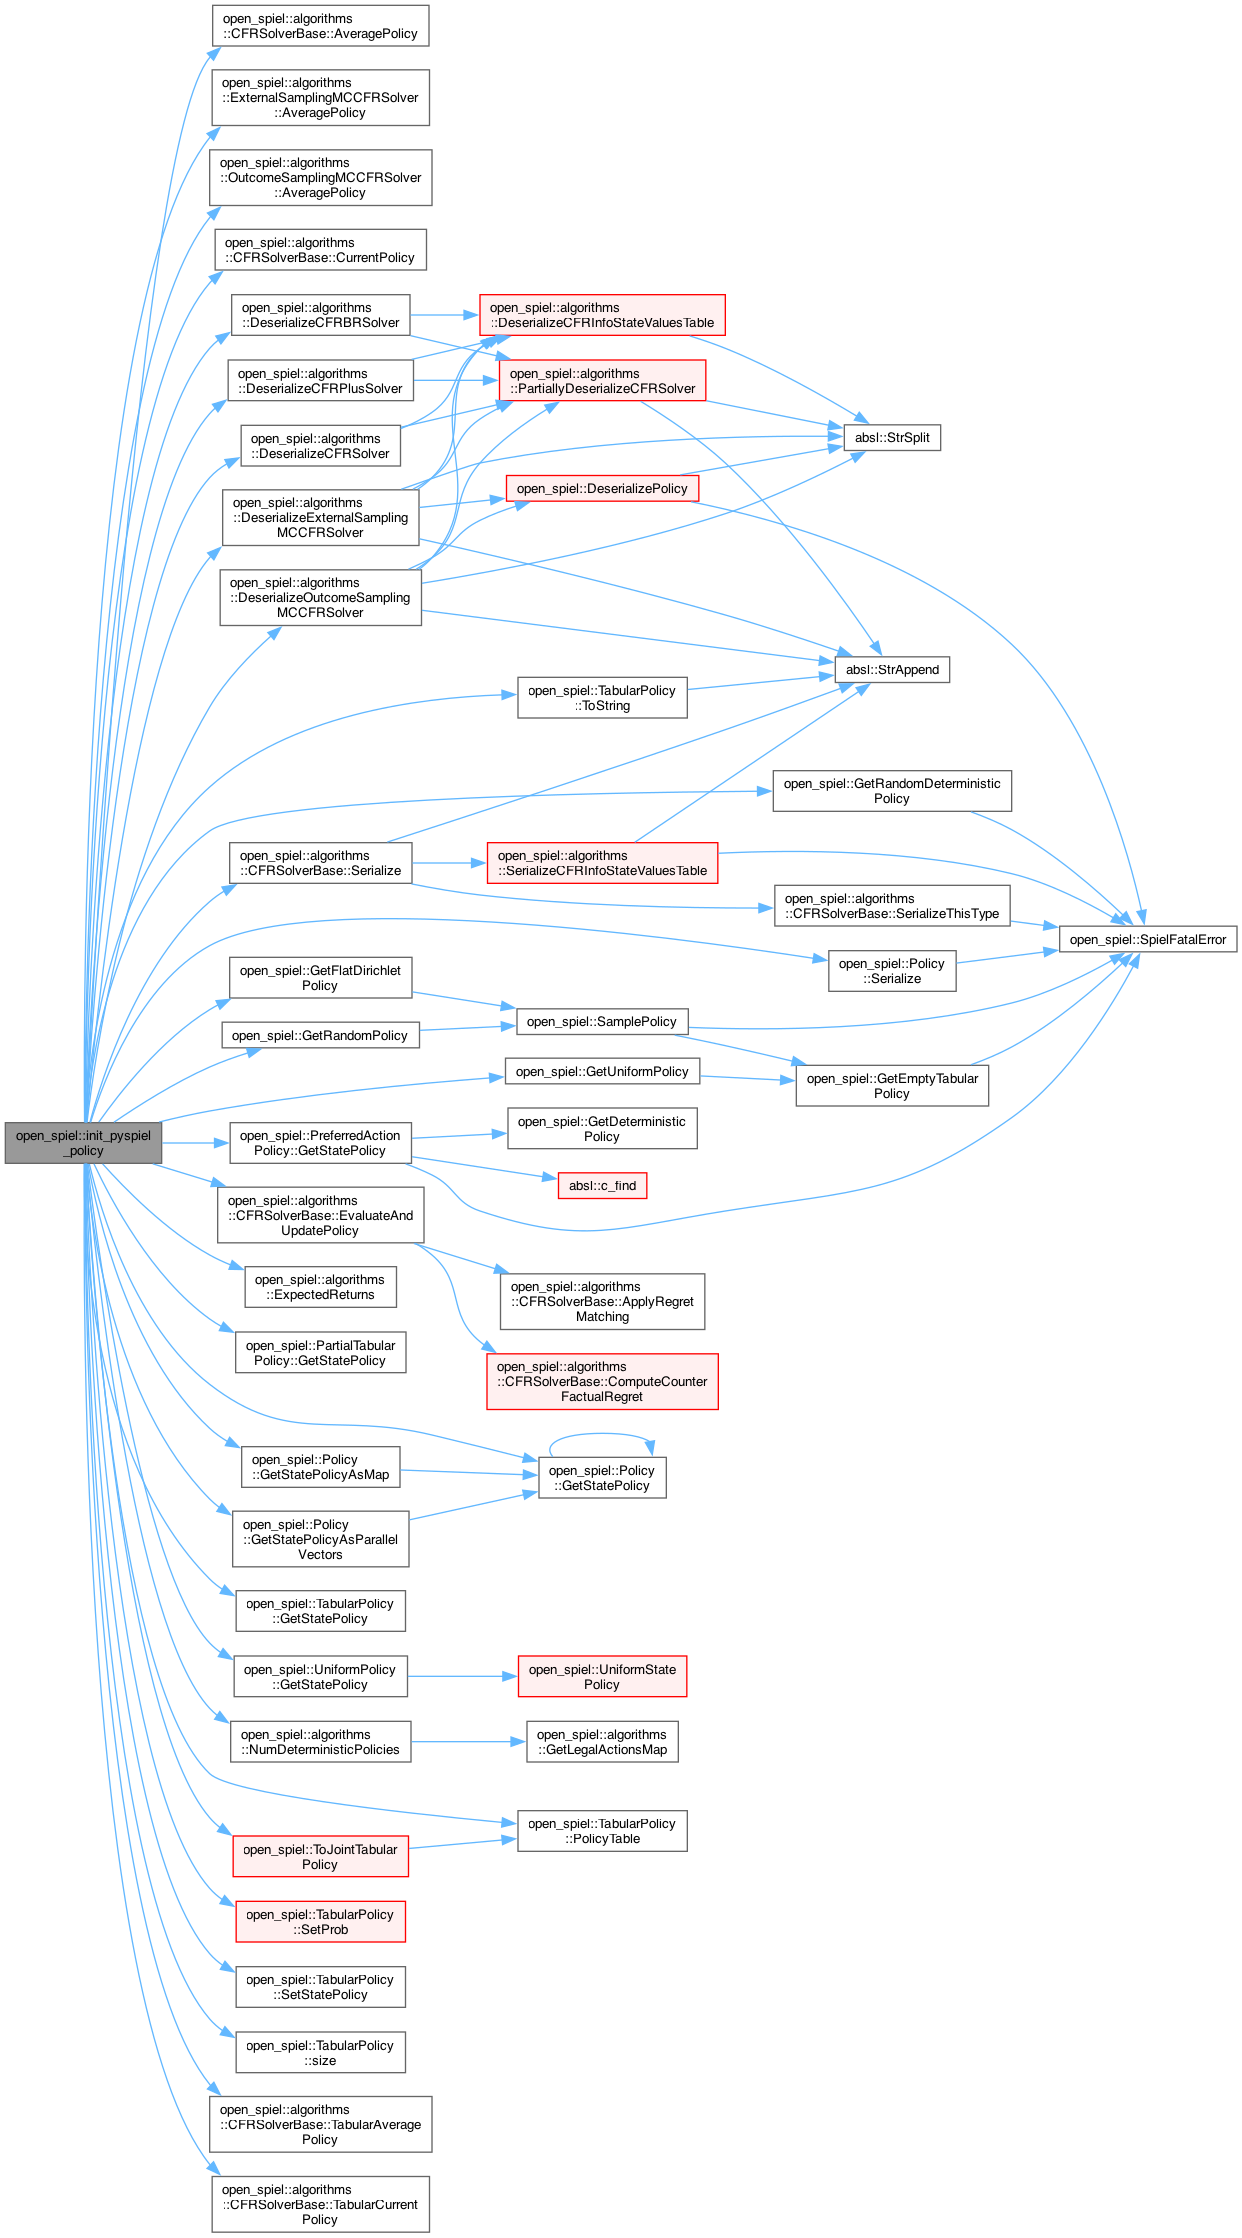 open_spiel::algorithms
::CFRSolverBase::AveragePolicy
open_spiel::algorithms
::ExternalSamplingMCCFRSolver
::AveragePolicy
open_spiel::algorithms
::OutcomeSamplingMCCFRSolver
::AveragePolicy
open_spiel::algorithms
::CFRSolverBase::CurrentPolicy
open_spiel::algorithms
::DeserializeCFRBRSolver
open_spiel::algorithms
::DeserializeCFRInfoStateValuesTable
open_spiel::algorithms
::DeserializeCFRPlusSolver
open_spiel::algorithms
::PartiallyDeserializeCFRSolver
open_spiel::algorithms
::DeserializeCFRSolver
absl::StrSplit
open_spiel::algorithms
::DeserializeExternalSampling
MCCFRSolver
open_spiel::DeserializePolicy
open_spiel::algorithms
::DeserializeOutcomeSampling
MCCFRSolver
absl::StrAppend
open_spiel::TabularPolicy
::ToString
open_spiel::GetRandomDeterministic
Policy
open_spiel::algorithms
::CFRSolverBase::Serialize
open_spiel::algorithms
::SerializeCFRInfoStateValuesTable
open_spiel::algorithms
::CFRSolverBase::SerializeThisType
open_spiel::SpielFatalError
open_spiel::Policy
::Serialize
open_spiel::GetFlatDirichlet
Policy
open_spiel::SamplePolicy
open_spiel::GetRandomPolicy
open_spiel::GetUniformPolicy
open_spiel::GetEmptyTabular
Policy
open_spiel::init_pyspiel
_policy
open_spiel::PreferredAction
Policy::GetStatePolicy
open_spiel::GetDeterministic
Policy
absl::c_find
open_spiel::algorithms
::CFRSolverBase::EvaluateAnd
UpdatePolicy
open_spiel::algorithms
::ExpectedReturns
open_spiel::algorithms
::CFRSolverBase::ApplyRegret
Matching
open_spiel::PartialTabular
Policy::GetStatePolicy
open_spiel::algorithms
::CFRSolverBase::ComputeCounter
FactualRegret
open_spiel::Policy
::GetStatePolicyAsMap
open_spiel::Policy
::GetStatePolicy
open_spiel::Policy
::GetStatePolicyAsParallel
Vectors
open_spiel::TabularPolicy
::GetStatePolicy
open_spiel::UniformPolicy
::GetStatePolicy
open_spiel::UniformState
Policy
open_spiel::algorithms
::NumDeterministicPolicies
open_spiel::algorithms
::GetLegalActionsMap
open_spiel::TabularPolicy
::PolicyTable
open_spiel::ToJointTabular
Policy
open_spiel::TabularPolicy
::SetProb
open_spiel::TabularPolicy
::SetStatePolicy
open_spiel::TabularPolicy
::size
open_spiel::algorithms
::CFRSolverBase::TabularAverage
Policy
open_spiel::algorithms
::CFRSolverBase::TabularCurrent
Policy